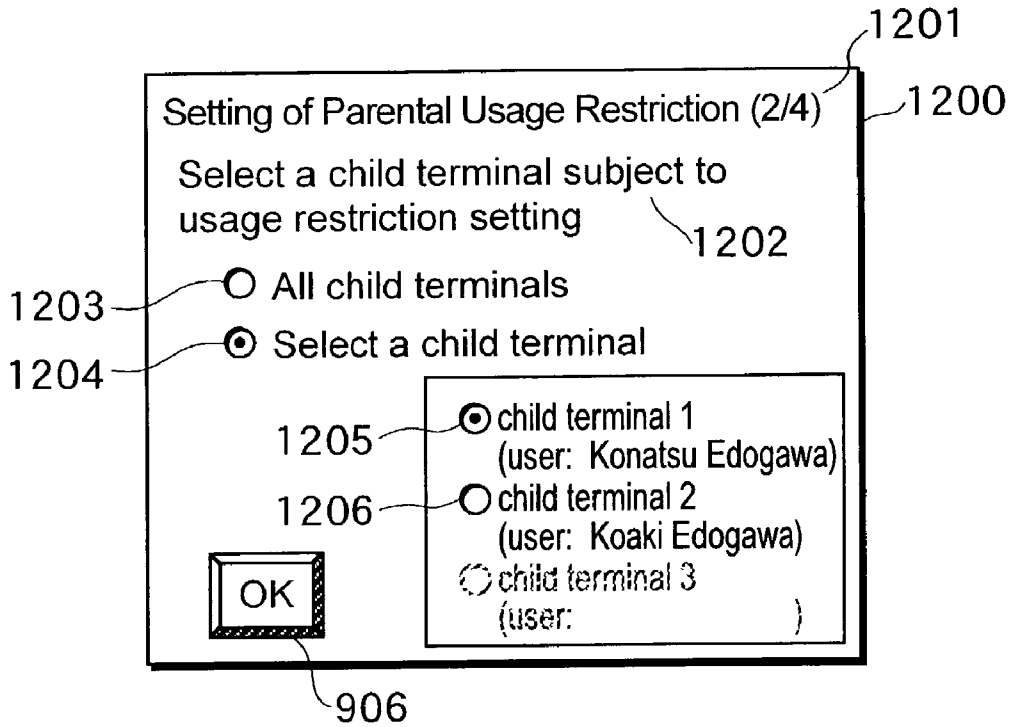 1201
Setting of Parental Usage Restriction (2/4)
1200
Select a child terminal subject to
usage restriction setting
1202
1203
All child terminals
1204
Select a child terminal
1205
child terminal 1
(user: Konatsu Edogawa)
1206
child terminal 2
(user: Koaki Edogawa)
child terminal 3
(user: )
OK
906